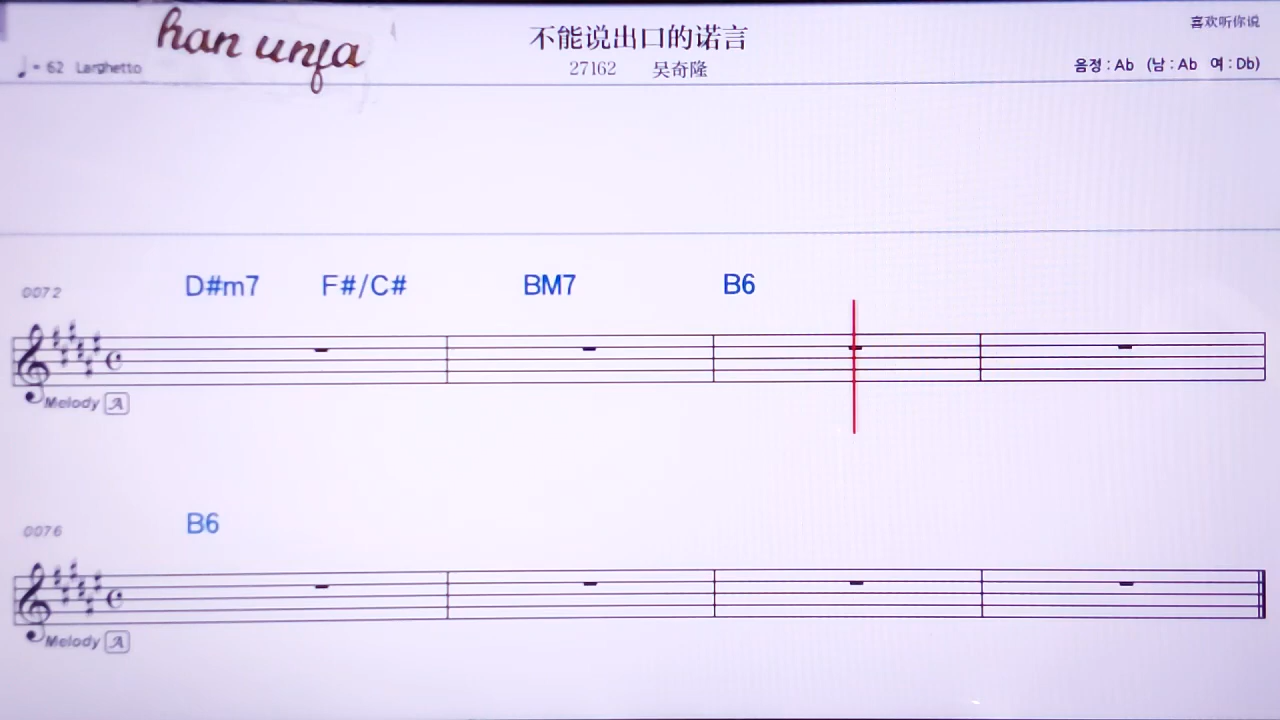 han unfa
不能说出口的诺言
喜欢听你说
♩= 62 Larghetto
27162 吴奇隆
음정 : Ab (남 : Ab 여 : Db)
0072
D#m7 F#/C# BM7 B6
Melody A
0076
B6
Melody A